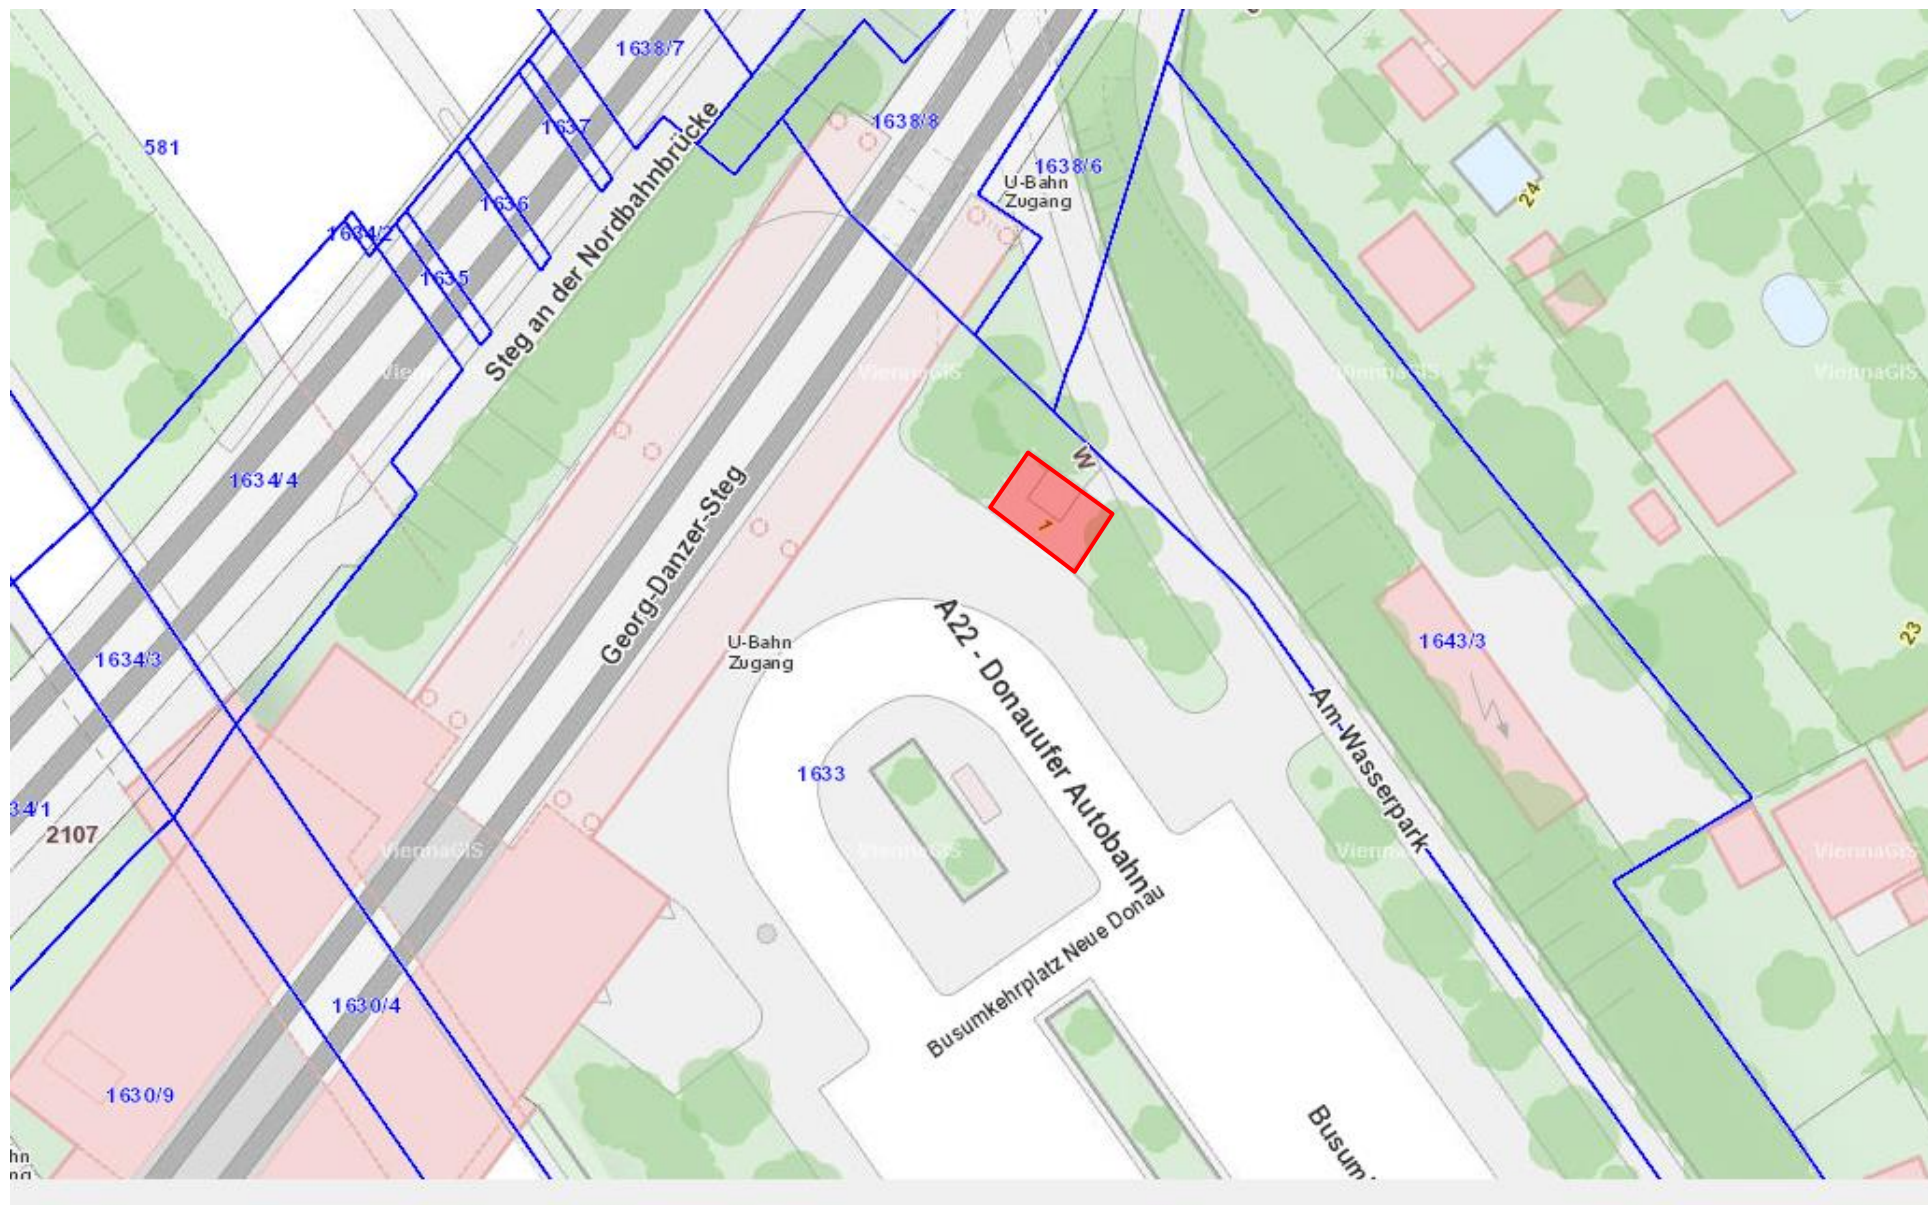 1638/7
1637
1638/8
581
1638/6
U-Bahn
Zugang
24
1636
1634/2
1635
Steg an der Nordbahnbrücke
ViennaGIS
ViennaGIS
ViennaGIS
W
1634/4
Georg-Danzer-Steg
1
A22 - Donauufer Autobahn
U-Bahn
Zugang
1643/3
23
1634/3
Am-Wasserpark
1633
34/1
2107
ViennaGIS
ViennaGIS
ViennaGIS
Busumkehrplatz Neue Donau
1630/4
1630/9